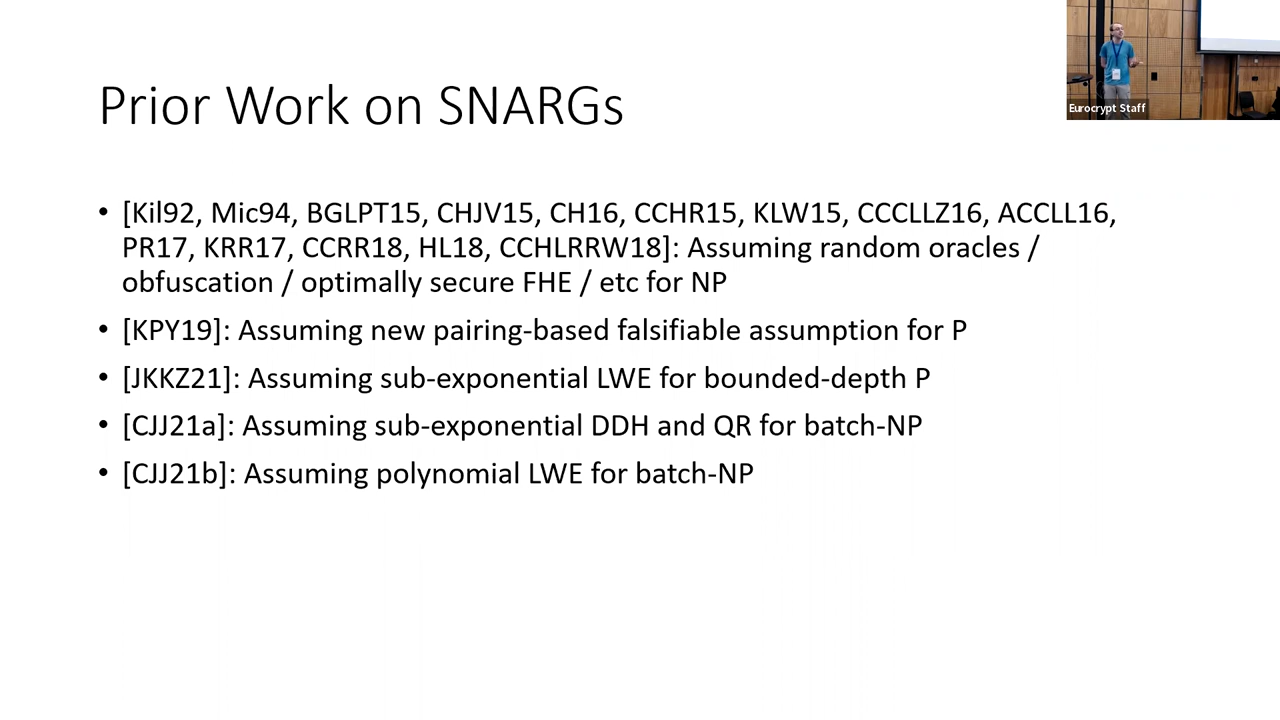 Prior Work on SNARGs
Eurocrypt Staff
• [Kil92, Mic94, BGLPT15, CHJV15, CH16, CCHR15, KLW15, CCCLLZ16, ACCLL16,
PR17, KRR17, CCRR18, HL18, CCHLRRW18]: Assuming random oracles /
obfuscation / optimally secure FHE / etc for NP
• [KPY19]: Assuming new pairing-based falsifiable assumption for P
• [JKKZ21]: Assuming sub-exponential LWE for bounded-depth P
• [CJJ21a]: Assuming sub-exponential DDH and QR for batch-NP
• [CJJ21b]: Assuming polynomial LWE for batch-NP